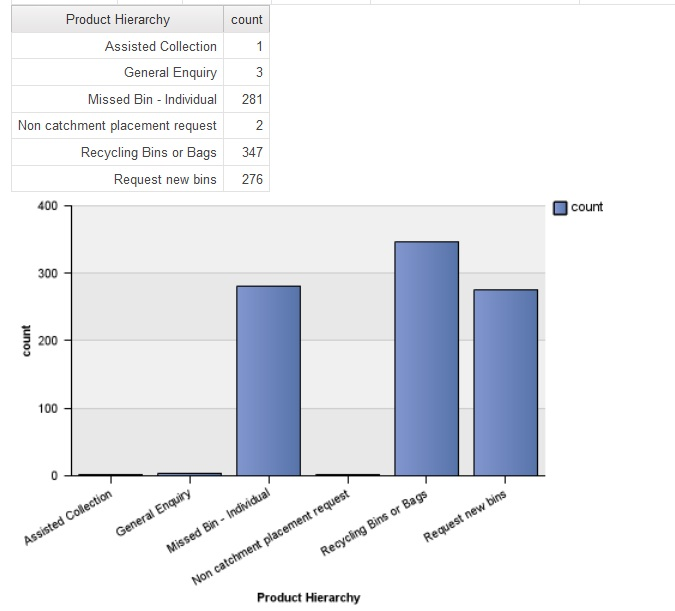 Product Hierarchy count
Assisted Collection 1
General Enquiry 3
Missed Bin - Individual 281
Non catchment placement request 2
Recycling Bins or Bags 347
Request new bins 276
400
count
300
200
100
0
count
Assisted Collection
General Enquiry
Missed Bin - Individual
Non catchment placement request
Recycling Bins or Bags
Request new bins
Product Hierarchy